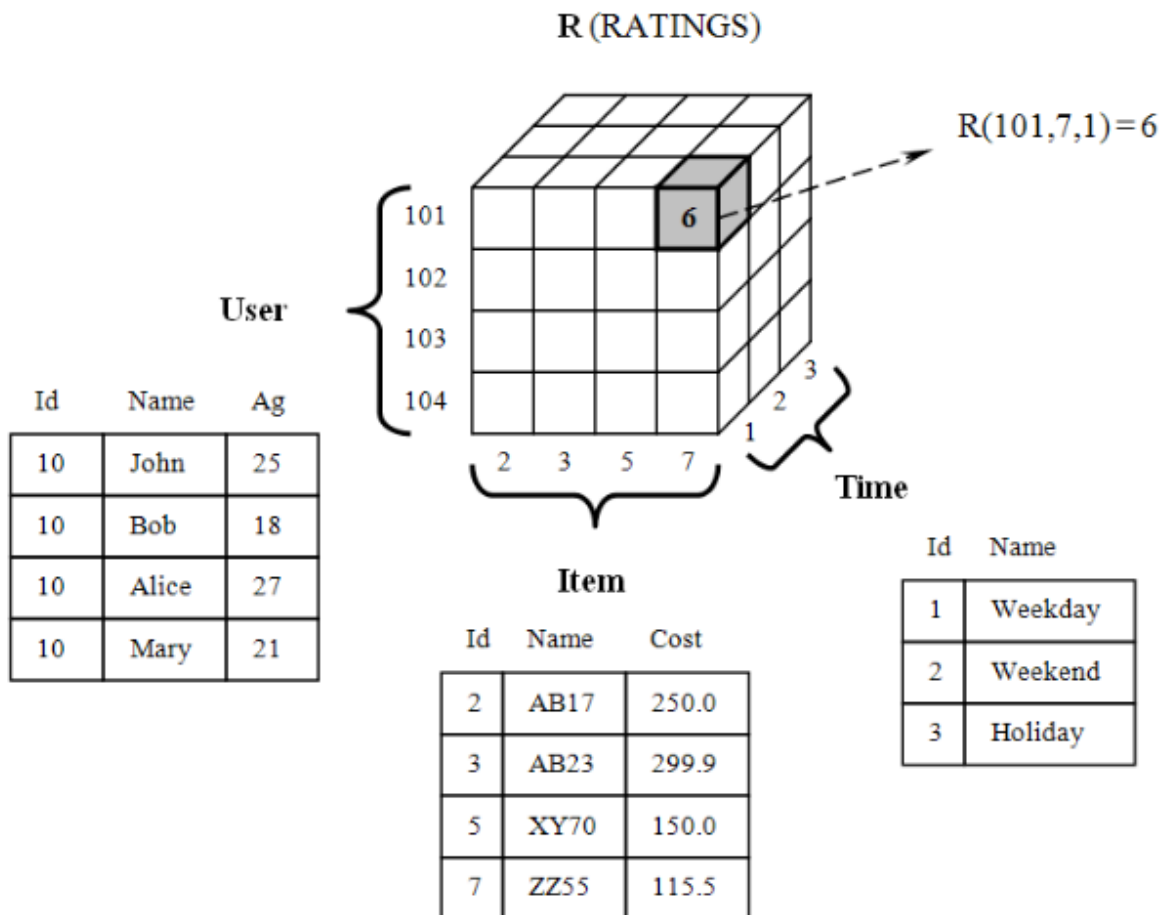 R (RATINGS)
R(101,7,1)=6
6
101
102
103
104
User
2 3 5 7
1
2
3
Time
Item
Id Name Ag
10 John 25
10 Bob 18
10 Alice 27
10 Mary 21
Id Name Cost
2 AB17 250.0
3 AB23 299.9
5 XY70 150.0
7 ZZ55 115.5
Id Name
1 Weekday
2 Weekend
3 Holiday